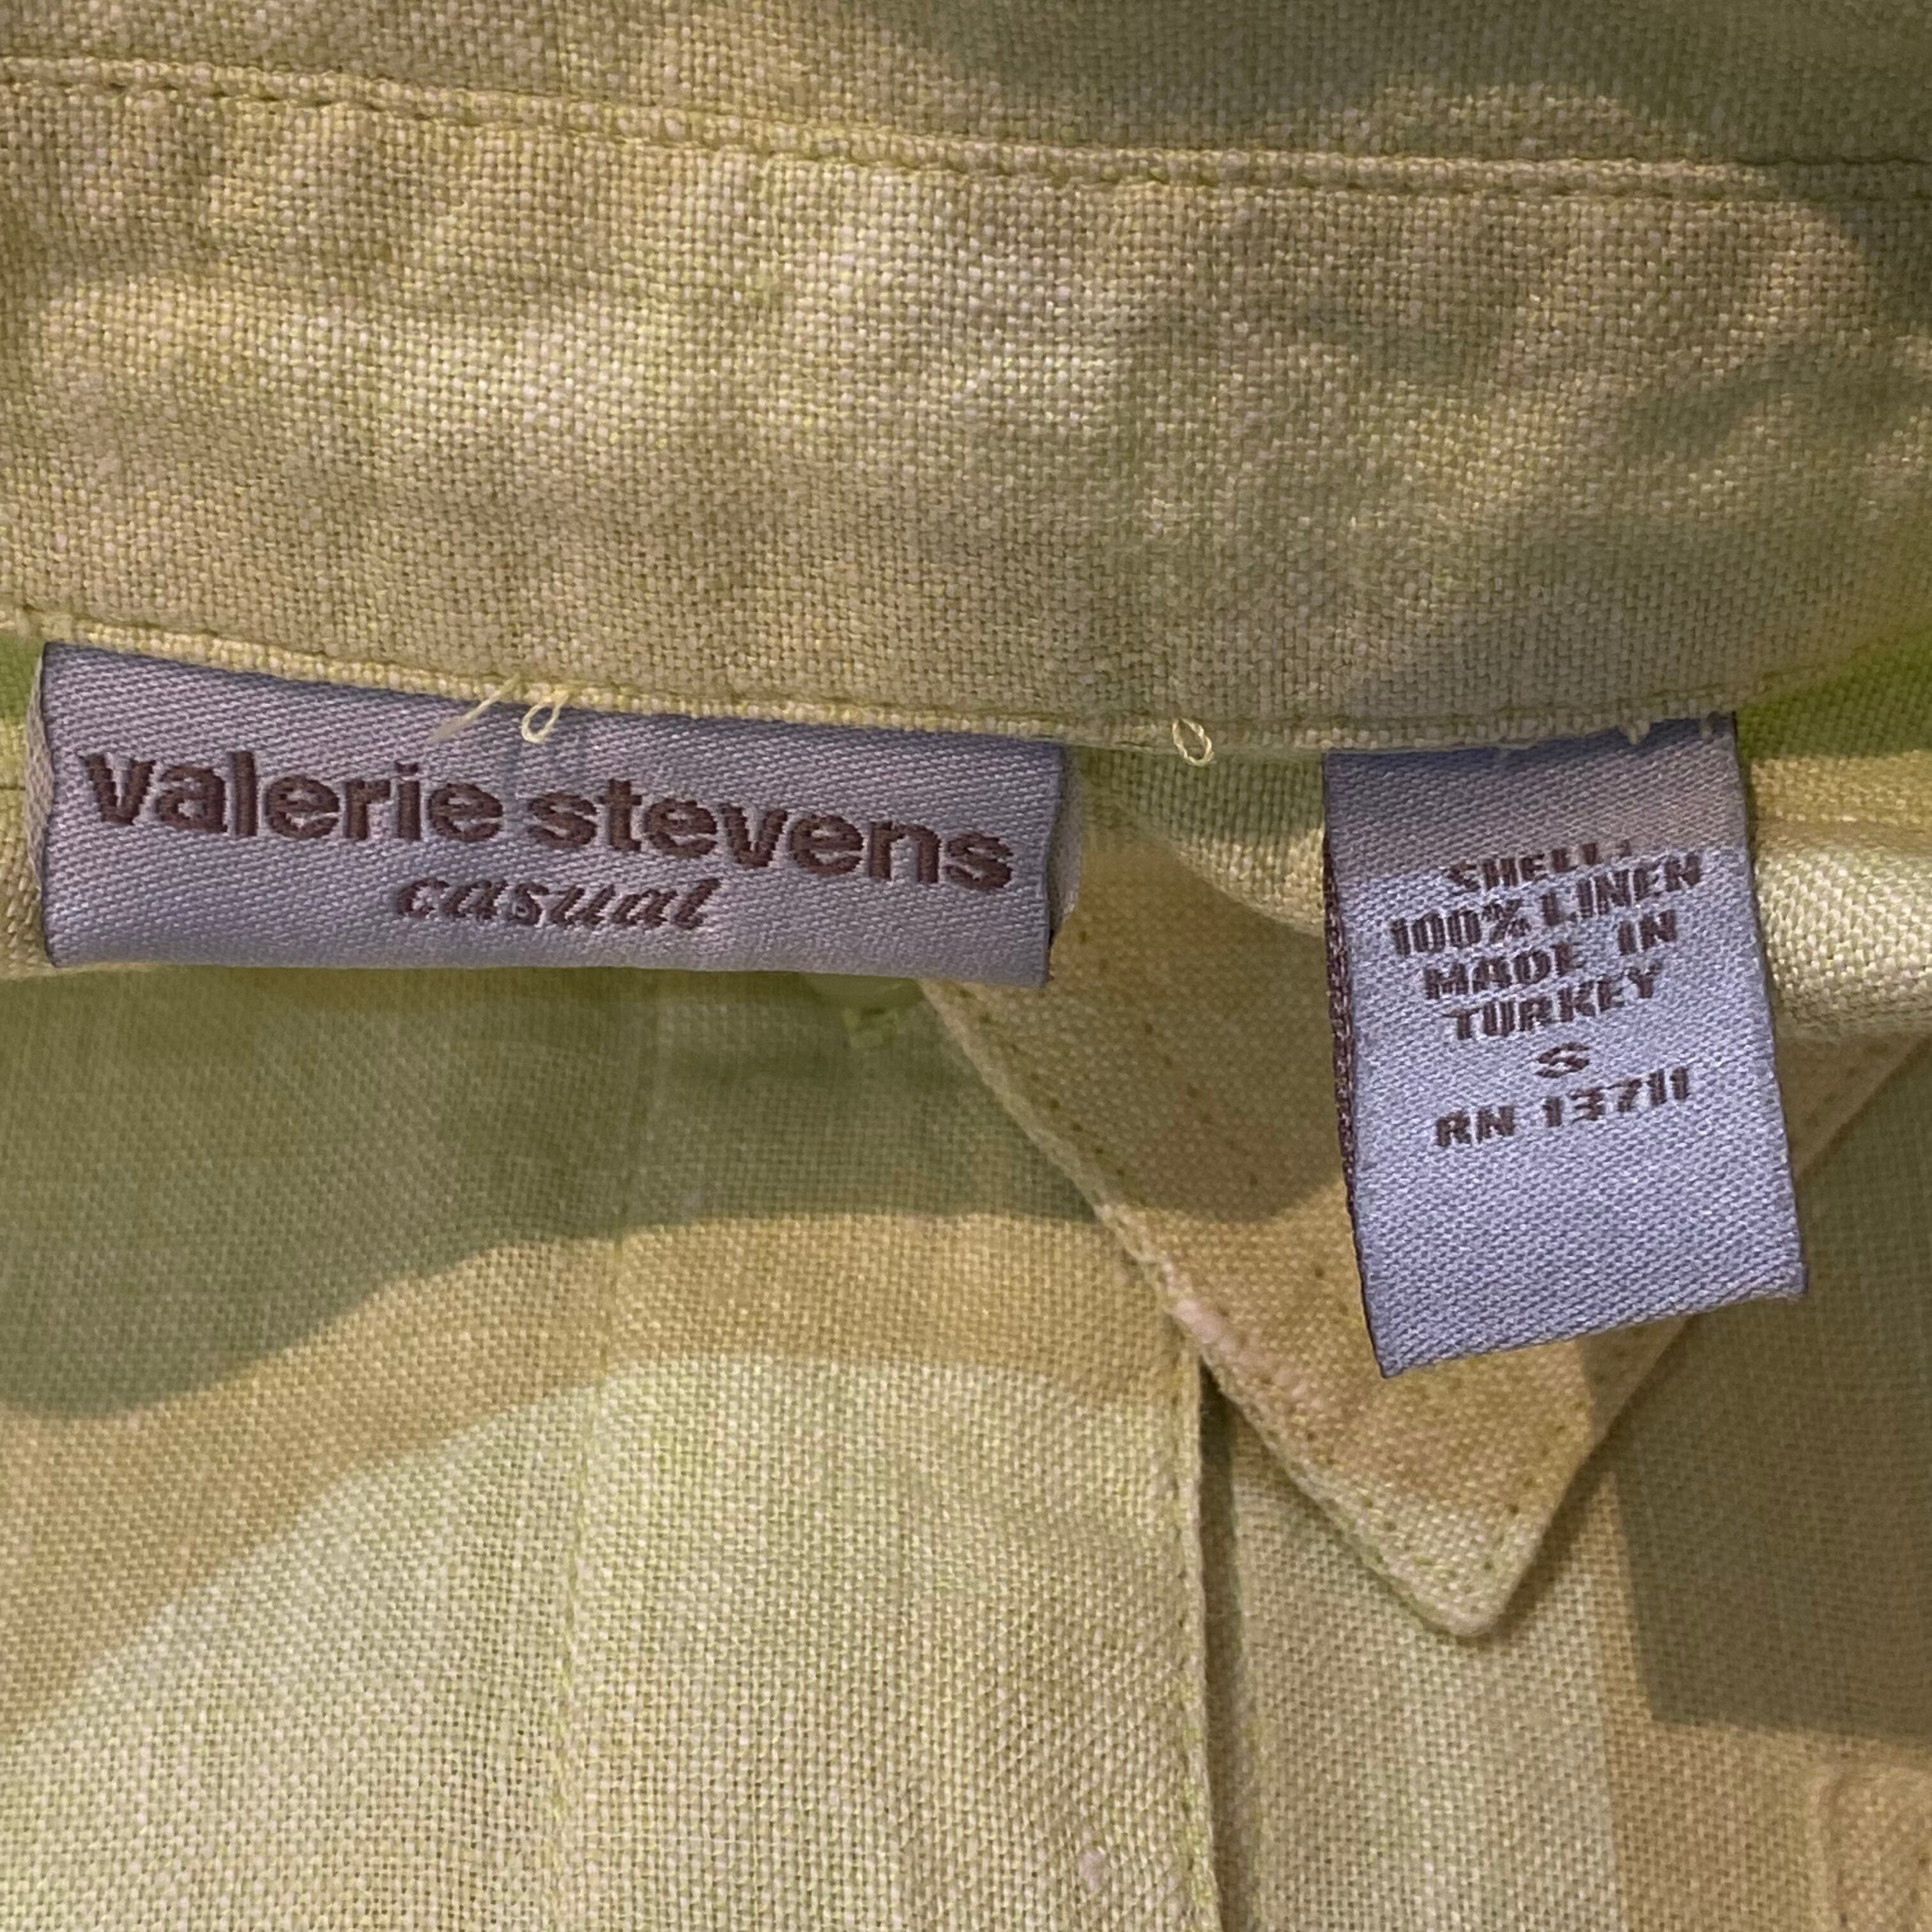 valerie stevens
casual
SHELL:
100% LINEN
MADE IN
TURKEY
S
RN 13711